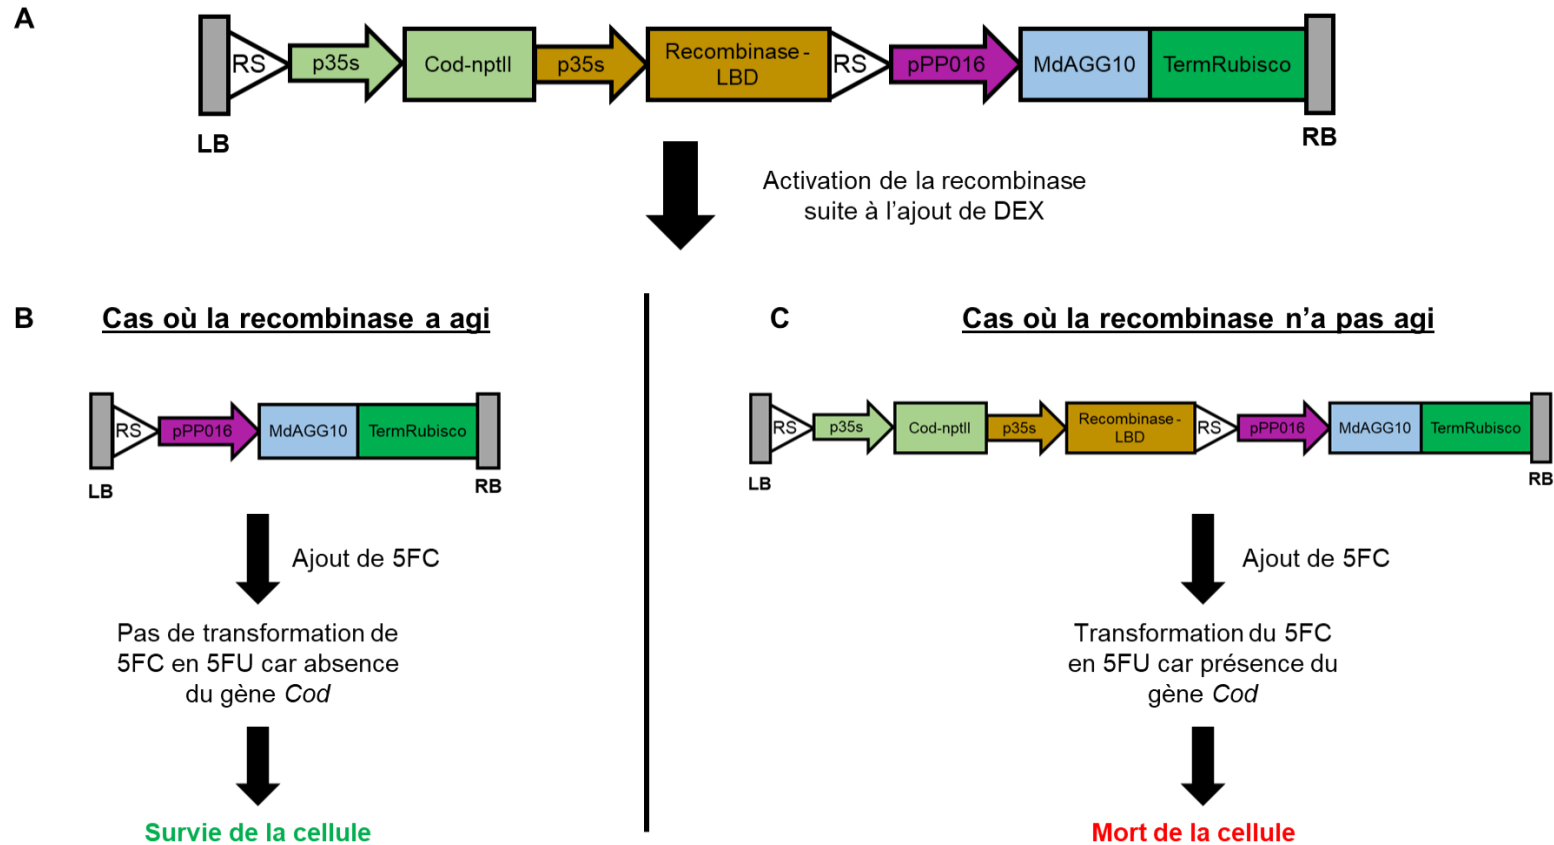 A
RS
p35s
Cod-nptII
p35s
Recombinase -
LBD
RS
pPP016
MdAGG10
TermRubisco
LB
RB
Activation de la recombinase
suite à l’ajout de DEX
B
Cas où la recombinase a agi
RS
pPP016
MdAGG10
TermRubisco
LB
RB
Ajout de 5FC
Pas de transformation de
5FC en 5FU car absence
du gène Cod
Survie de la cellule
C
Cas où la recombinase n’a pas agi
RS
p35s
Cod-nptII
p35s
Recombinase -
LBD
RS
pPP016
MdAGG10
TermRubisco
LB
RB
Ajout de 5FC
Transformation du 5FC
en 5FU car présence du
gène Cod
Mort de la cellule